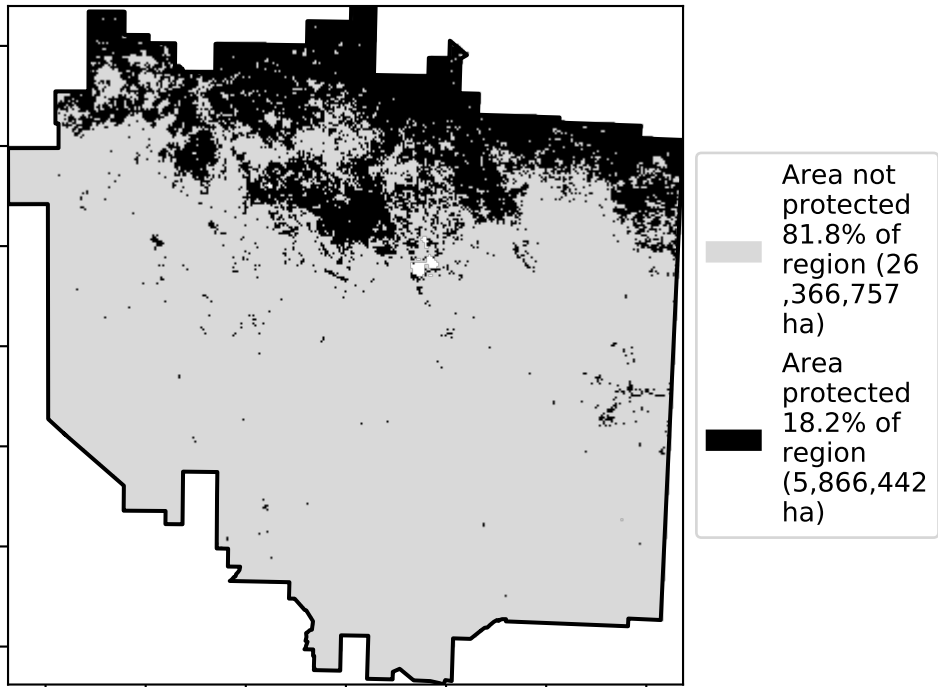 Area not
protected
81.8% of
region (26
,366,757
ha)
Area
protected
18.2% of
region
(5,866,442
ha)